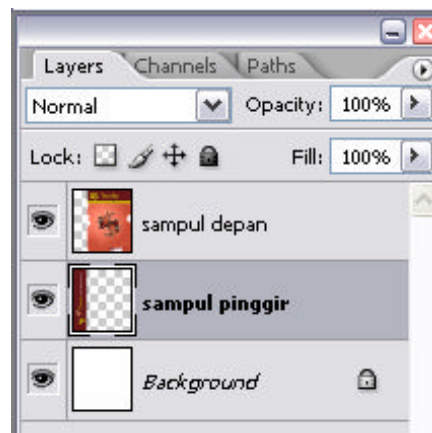 Layers Channels Paths
Normal Opacity: 100%
Lock: Fill: 100%
sampul depan
sampul pinggir
Background